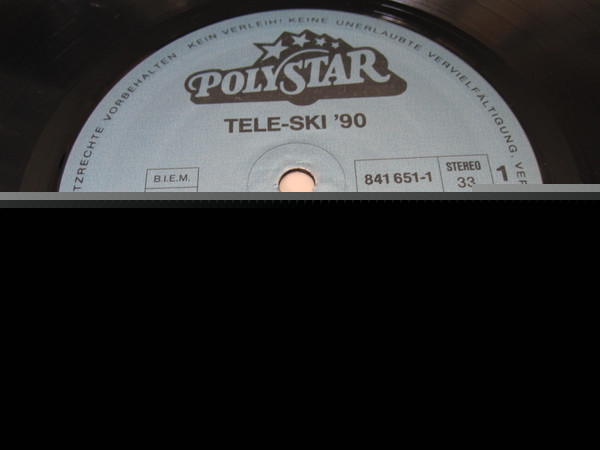 TZRECHTE VORBEHALTEN. KEIN VERLEIH! KEINE UNERLAUBTE VERVIELFÄLTIGUNG, VER
POLYSTAR
TELE-SKI '90
B.I.E.M.
841 651-1
STEREO
33
1